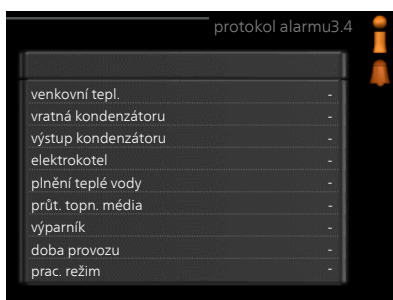 protokol alarmu3.4
venkovní tepl. -
vratná kondenzátoru -
výstup kondenzátoru -
elektrokotel -
plnění teplé vody -
průt. topn. média -
výparník -
doba provozu -
prac. režim -